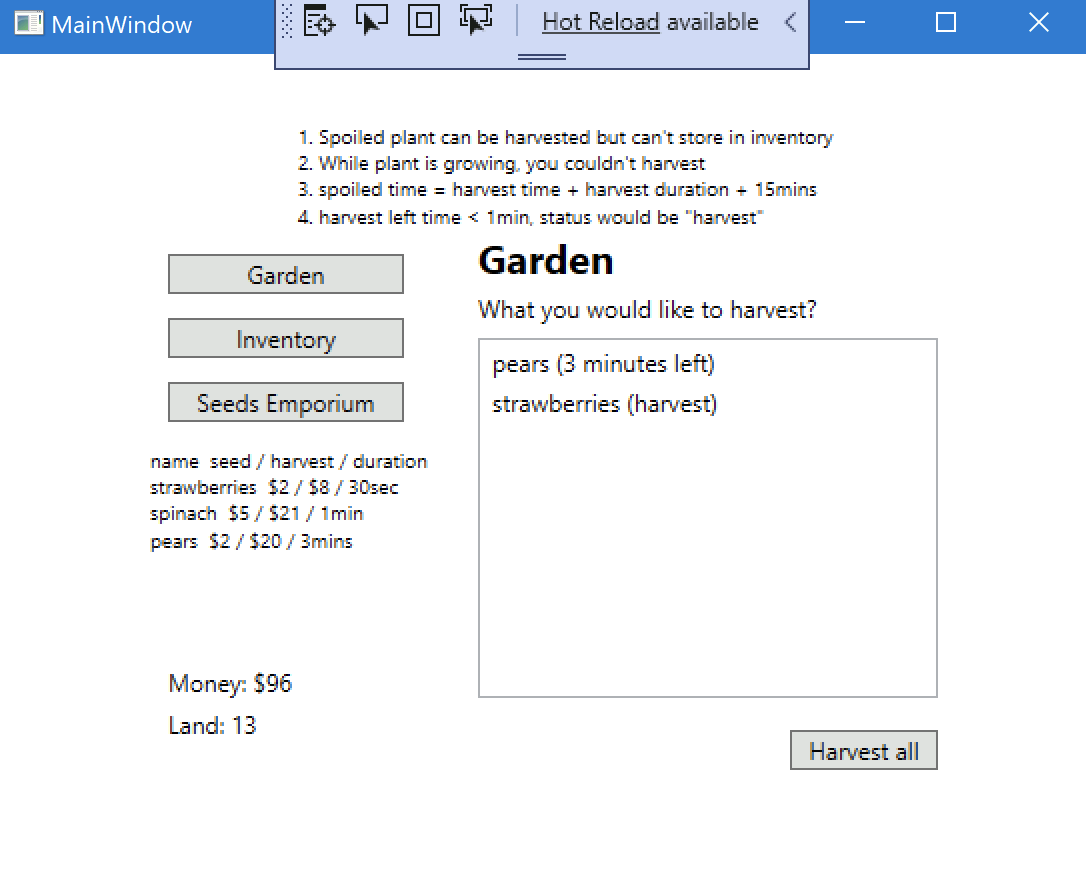 MainWindow
Hot Reload available
1. Spoiled plant can be harvested but can't store in inventory
2. While plant is growing, you couldn't harvest
3. spoiled time = harvest time + harvest duration + 15mins
4. harvest left time < 1min, status would be "harvest"
Garden
Inventory
Seeds Emporium
name  seed / harvest / duration
strawberries  $2 / $8 / 30sec
spinach  $5 / $21 / 1min
pears  $2 / $20 / 3mins
Money: $96
Land: 13
Garden
What you would like to harvest?
pears (3 minutes left)
strawberries (harvest)
Harvest all